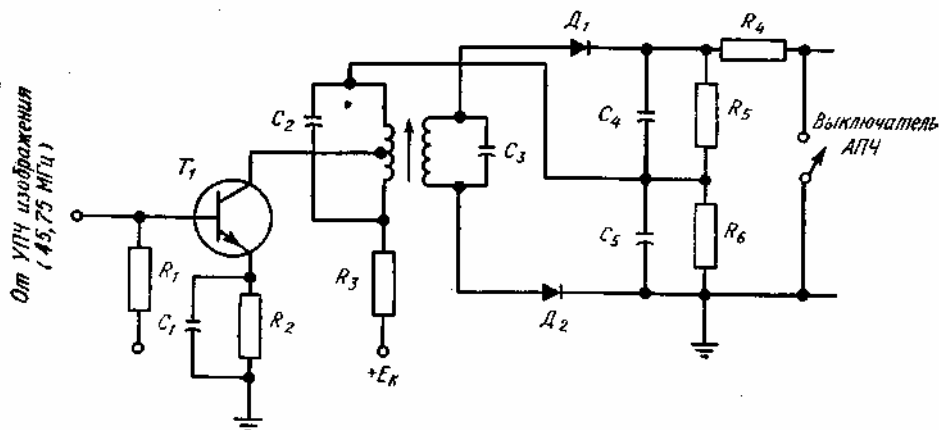 От УПЧ изображения
(45,75 МГц)
T₁
R₁
C₁
R₂
C₂
R₃
+Eк
C₃
Д₁
Д₂
C₄
C₅
R₄
R₅
R₆
Выключатель
АПЧ